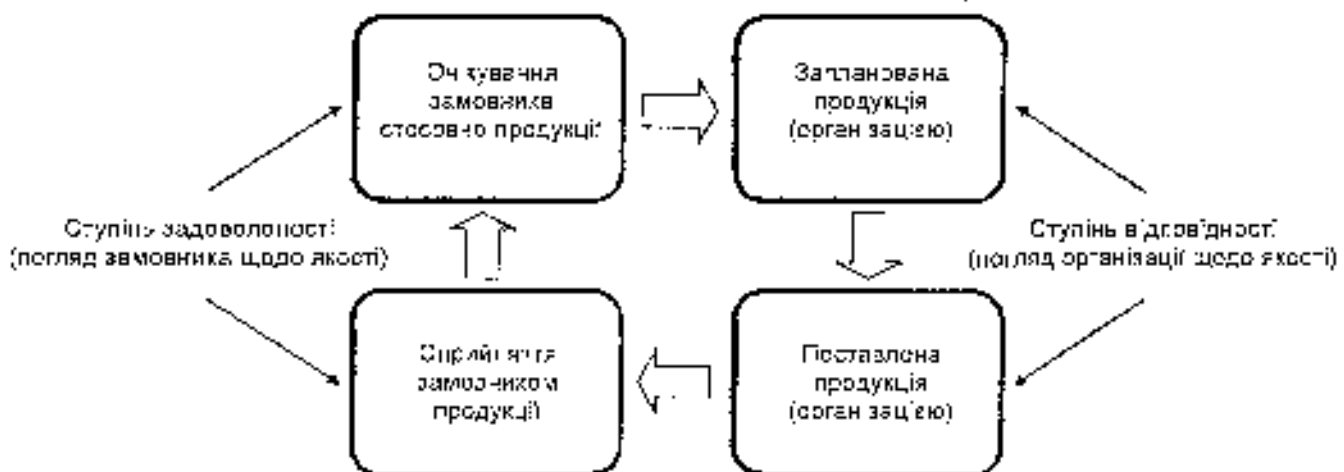 Очікування
замовника
стосовно продукції
Запланована
продукція
(організацією)
Ступінь задоволеності
(погляд замовника щодо якості)
Ступінь відповідності
(погляд організації щодо якості)
Сприйняття
замовником
продукції
Поставлена
продукція
(організацією)